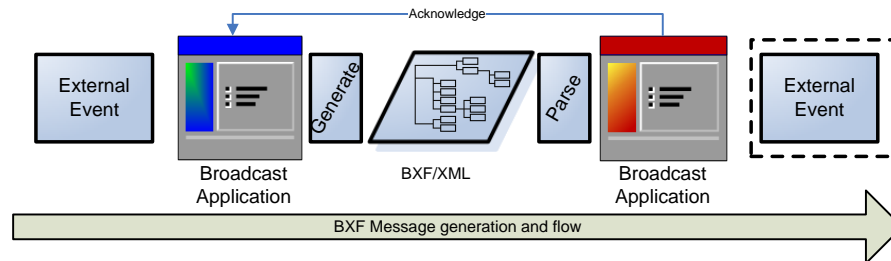 Acknowledge
External
Event
Generate
Parse
External
Event
Broadcast
Application
BXF/XML
Broadcast
Application
BXF Message generation and flow